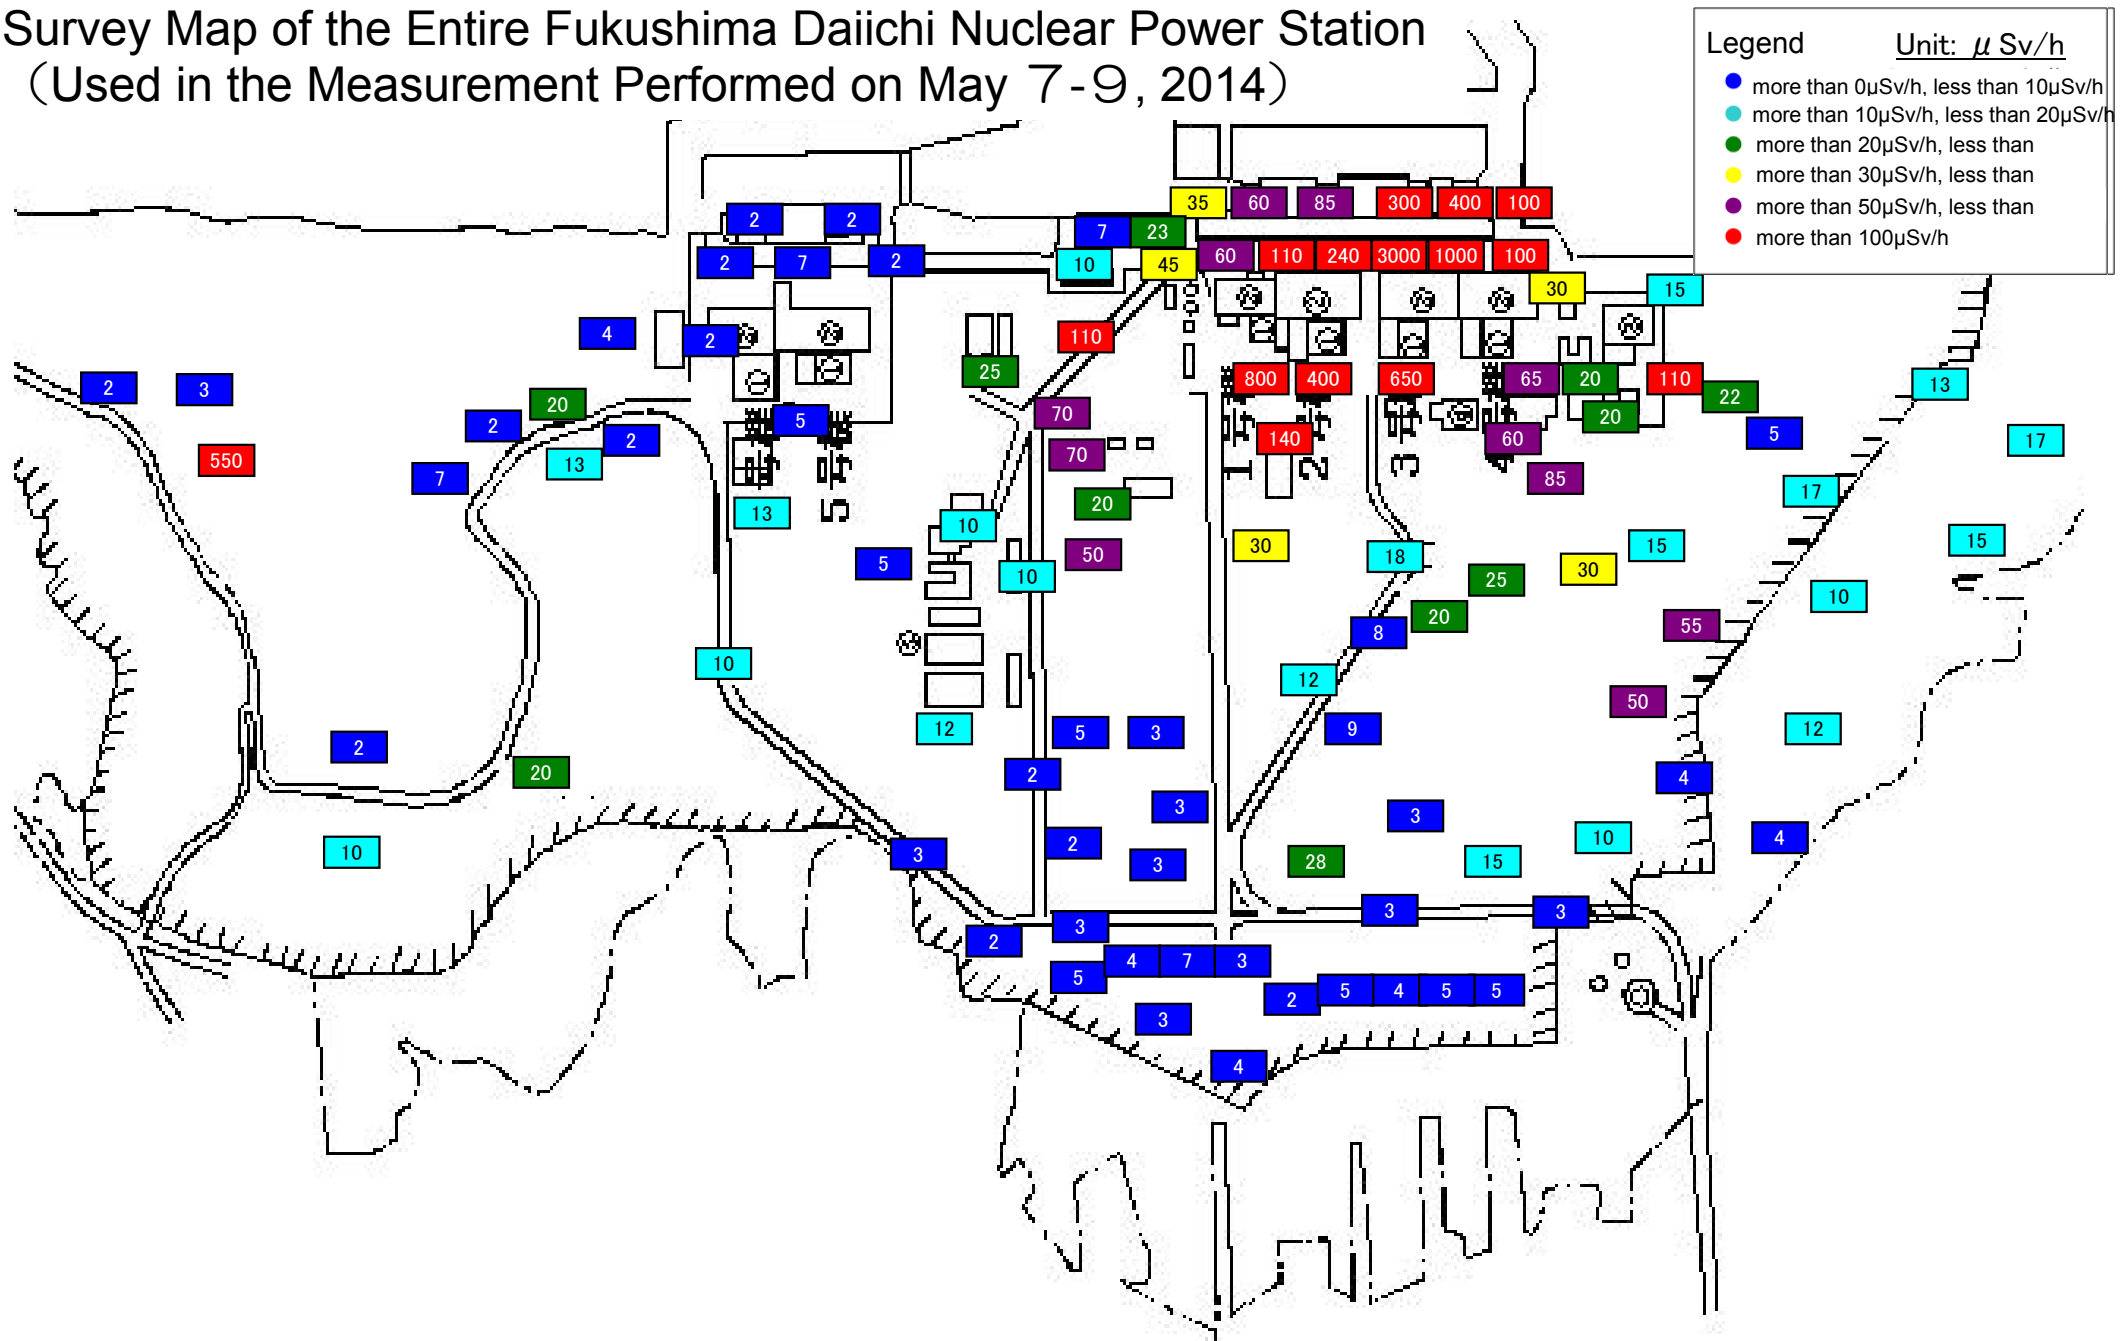 Survey Map of the Entire Fukushima Daiichi Nuclear Power Station
（Used in the Measurement Performed on May 7-9, 2014）
Legend Unit: μ Sv/h
more than 0μSv/h, less than 10μSv/h
more than 10μSv/h, less than 20μSv/h
more than 20μSv/h, less than
more than 30μSv/h, less than
more than 50μSv/h, less than
more than 100μSv/h
35 60 85 300 400 100
2 2 7 23
2 7 2 10 45 60 110 240 3000 1000 100
30 15
4 2 110
25 800 400 650 65 20 110 22 13
2 3 20 70 20
2 5 2 140 60 5 17
550 13 70
7 85 17
13 20
10 30 18 15 15
5 10 50 25 30 10
20
8 55
10 12
50
12 5 3 9 12
2 20 2 4
3 3
10 3 2 3 28 15 10 4
3 3 3
2 3
5 4 7 3
2 5 4 5 5
3
4